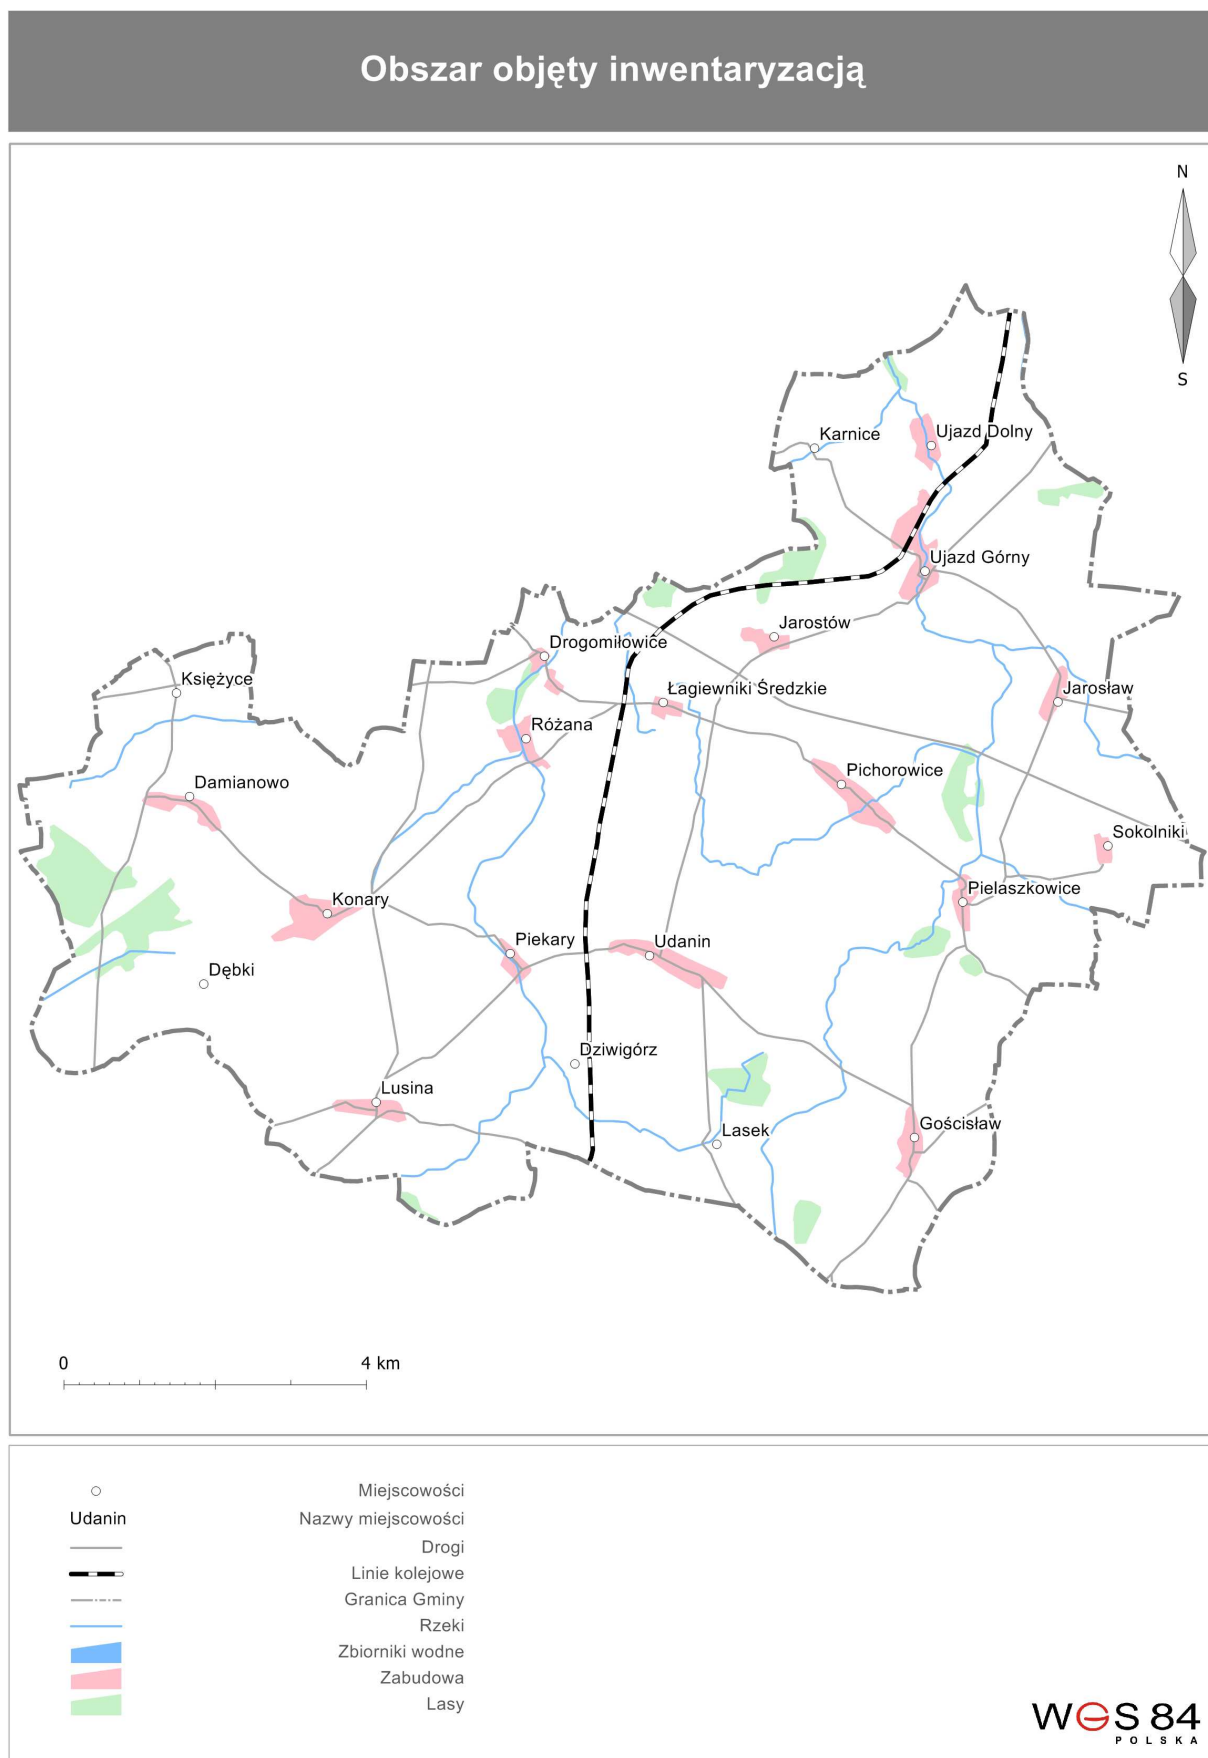 Obszar objęty inwentaryzacją
N
S
Karnice
Ujazd Dolny
Ujazd Górny
Jarostów
Drogomiłowice
Księżyce
Łagiewniki Średzkie
Jarosław
Różana
Pichorowice
Damianowo
Sokolniki
Pielaszkowice
Konary
Piekary
Udanin
Dębki
Dziwigórz
Lusina
Gościsław
Lasek
0 4 km
Miejscowości
Udanin Nazwy miejscowości
Drogi
Linie kolejowe
Granica Gminy
Rzeki
Zbiorniki wodne
Zabudowa
Lasy
WGS 84
POLSKA